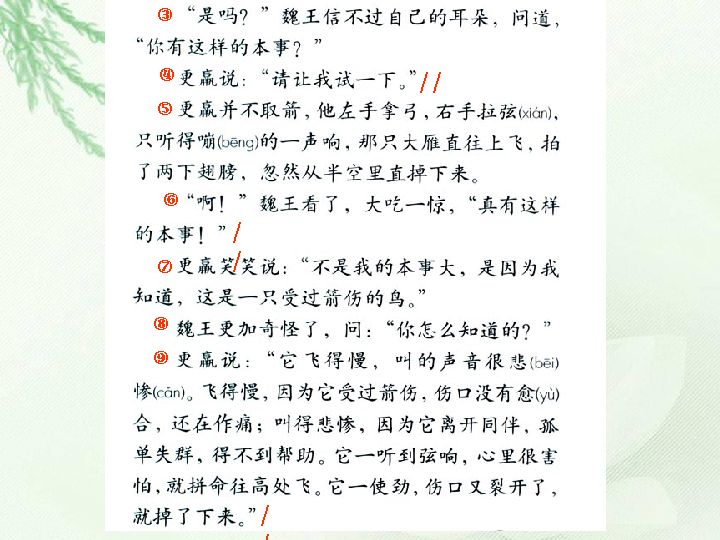 ③ “是吗？”魏王信不过自己的耳朵，问道，
“你有这样的本事？”
④更羸说：“请让我试一下。”//
⑤更羸并不取箭，他左手拿弓，右手拉弦(xián)，
只听得嘣(bēng)的一声响，那只大雁直往上飞，拍
了两下翅膀，忽然从半空里直掉下来。
⑥“啊！”魏王看了，大吃一惊，“真有这样
的本事！”/
⑦更羸笑笑说：“不是我的本事大，是因为我
知道，这是一只受过箭伤的鸟。”
⑧魏王更加奇怪了，问：“你怎么知道的？”
⑨更羸说：“它飞得慢，叫的声音很悲(bēi)
惨(cǎn)。飞得慢，因为它受过箭伤，伤口没有愈(yù)
合，还在作痛；叫得悲惨，因为它离开同伴，孤
单失群，得不到帮助。它一听到弦响，心里很害
怕，就拼命往高处飞。它一使劲，伤口又裂开了，
就掉了下来。”/